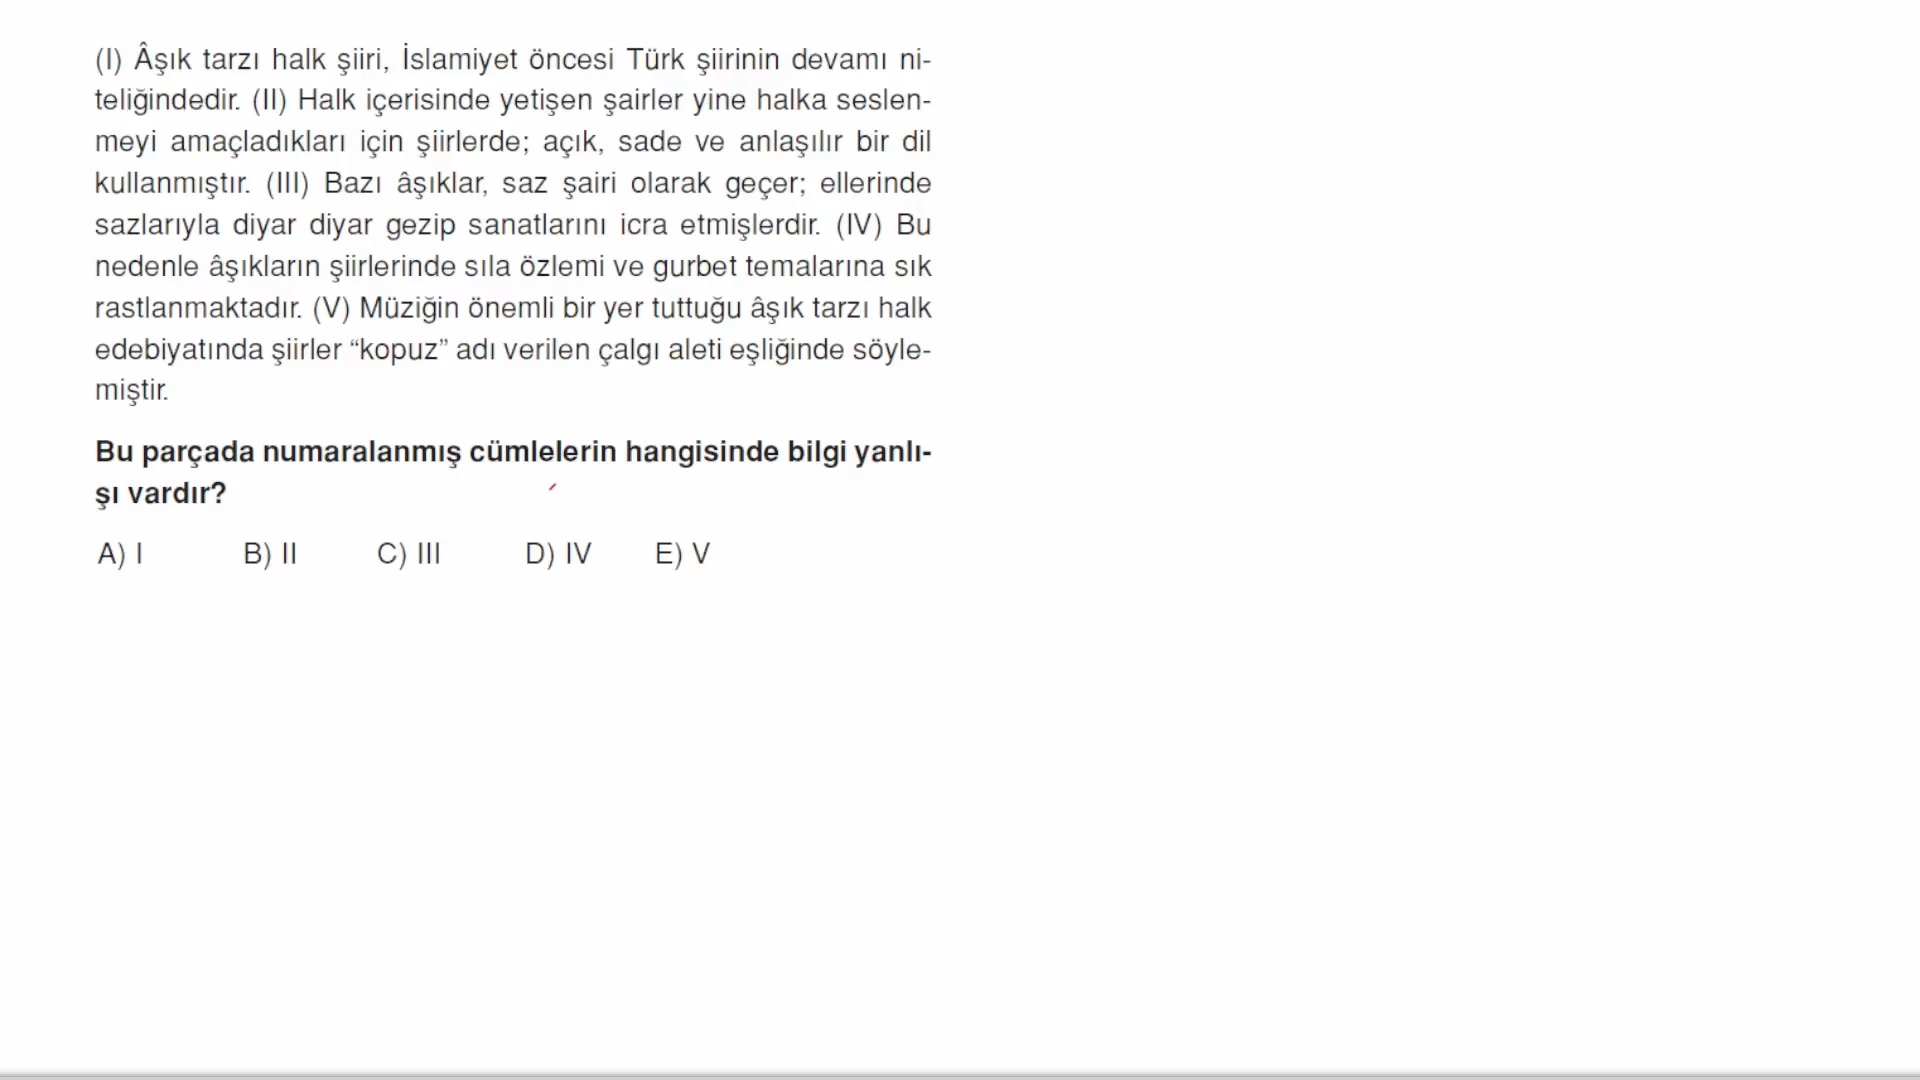 (I) Âşık tarzı halk şiiri, İslamiyet öncesi Türk şiirinin devamı ni-
teliğindedir. (II) Halk içerisinde yetişen şairler yine halka seslen-
meyi amaçladıkları için şiirlerde; açık, sade ve anlaşılır bir dil
kullanmıştır. (III) Bazı âşıklar, saz şairi olarak geçer; ellerinde
sazlarıyla diyar diyar gezip sanatlarını icra etmişlerdir. (IV) Bu
nedenle âşıkların şiirlerinde sıla özlemi ve gurbet temalarına sık
rastlanmaktadır. (V) Müziğin önemli bir yer tuttuğu âşık tarzı halk
edebiyatında şiirler “kopuz” adı verilen çalgı aleti eşliğinde söyle-
miştir.
Bu parçada numaralanmış cümlelerin hangisinde bilgi yanlı-
şı vardır?
A) I B) II C) III D) IV E) V